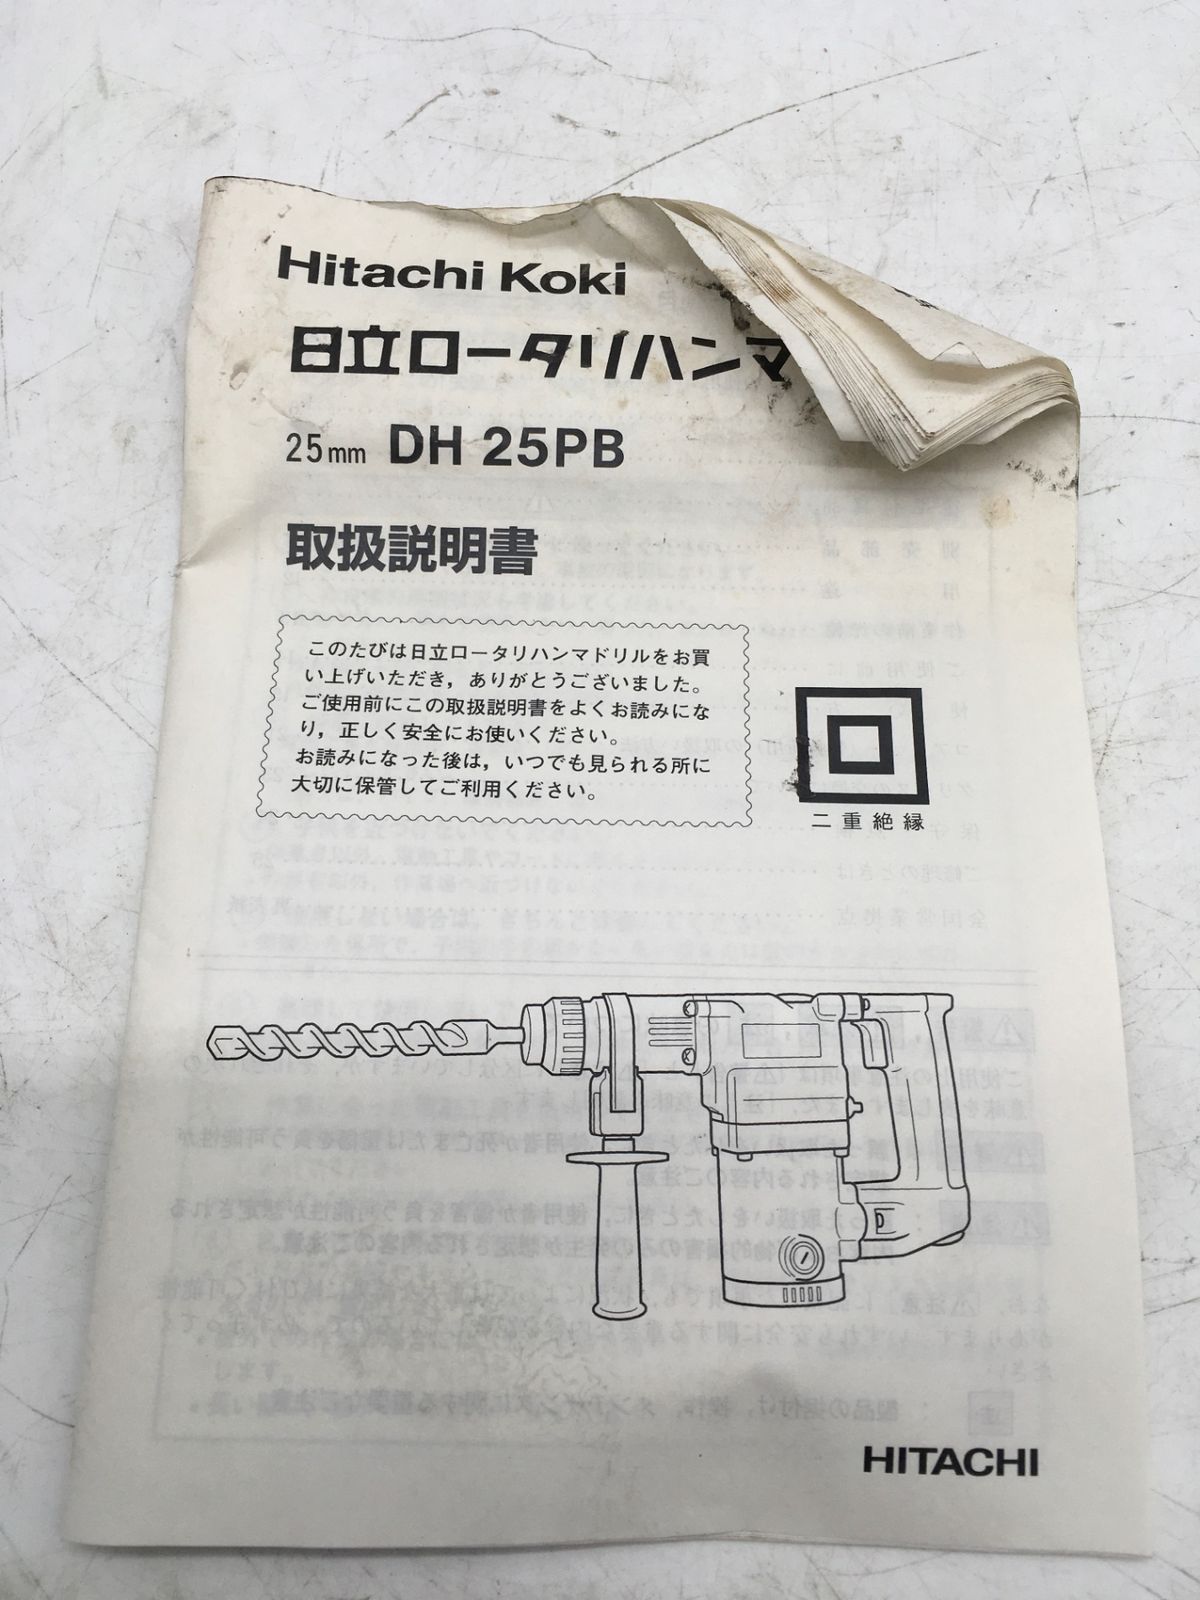 Hitachi Koki
日立ロータリハンマ
25mm DH 25PB
取扱説明書
このたびは日立ロータリハンマドリルをお買
い上げいただき，ありがとうございました。
ご使用前にこの取扱説明書をよくお読みにな
り，正しく安全にお使いください。
お読みになった後は，いつでも見られる所に
大切に保管してご利用ください。
二重絶縁
HITACHI